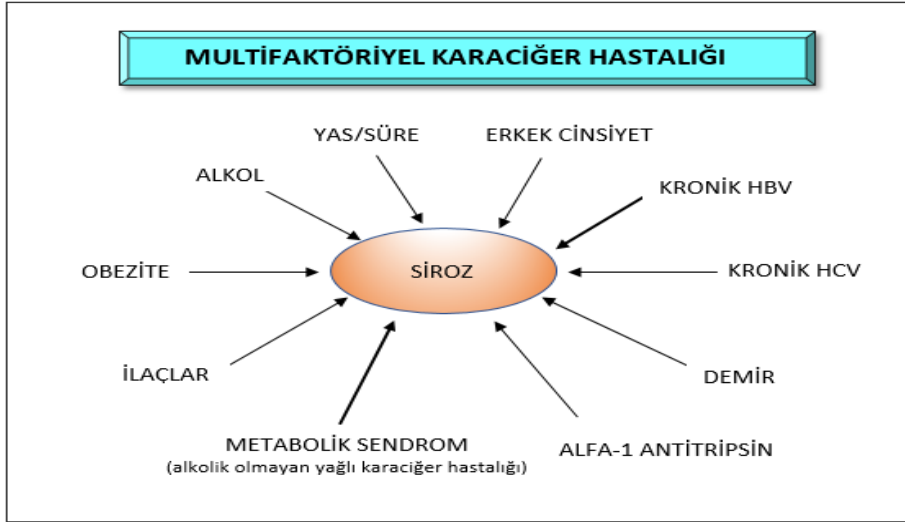 MULTİFAKTÖRİYEL KARACİĞER HASTALIĞI
YAS/SÜRE
ERKEK CİNSİYET
ALKOL
KRONİK HBV
OBEZİTE
SİROZ
KRONİK HCV
İLAÇLAR
DEMİR
METABOLİK SENDROM
(alkolik olmayan yağlı karaciğer hastalığı)
ALFA-1 ANTİTRİPSİN